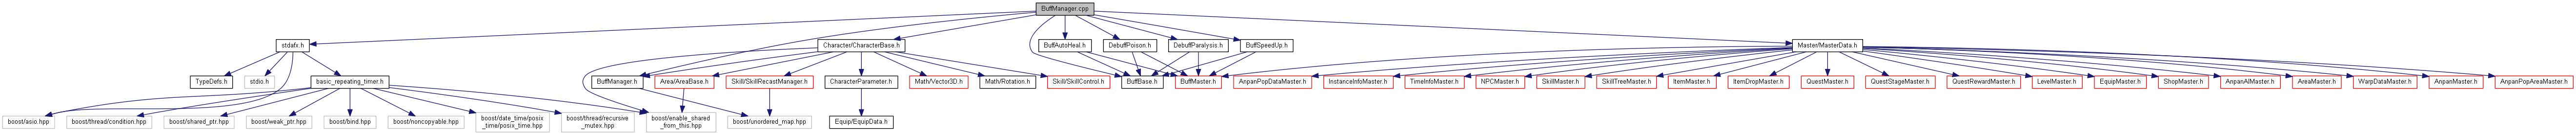 BuffManager.cpp
stdafx.h
Character/CharacterBase.h
BuffAutoHeal.h
DebuffPoison.h
DebuffParalysis.h
BuffSpeedUp.h
Master/MasterData.h
TypeDefs.h
stdio.h
basic_repeating_timer.h
BuffManager.h
Area/AreaBase.h
Skill/SkillRecastManager.h
CharacterParameter.h
Math/Vector3D.h
Math/Rotation.h
Skill/SkillControl.h
BuffBase.h
BuffMaster.h
AnpanPopDataMaster.h
InstanceInfoMaster.h
TimeInfoMaster.h
NPCMaster.h
SkillMaster.h
SkillTreeMaster.h
ItemMaster.h
ItemDropMaster.h
QuestMaster.h
QuestStageMaster.h
QuestRewardMaster.h
LevelMaster.h
EquipMaster.h
ShopMaster.h
AnpanAIMaster.h
AreaMaster.h
WarpDataMaster.h
AnpanMaster.h
AnpanPopAreaMaster.h
boost/asio.hpp
boost/thread/condition.hpp
boost/shared_ptr.hpp
boost/weak_ptr.hpp
boost/bind.hpp
boost/noncopyable.hpp
boost/date_time/posix
_time/posix_time.hpp
boost/thread/recursive
_mutex.hpp
boost/enable_shared
_from_this.hpp
boost/unordered_map.hpp
Equip/EquipData.h